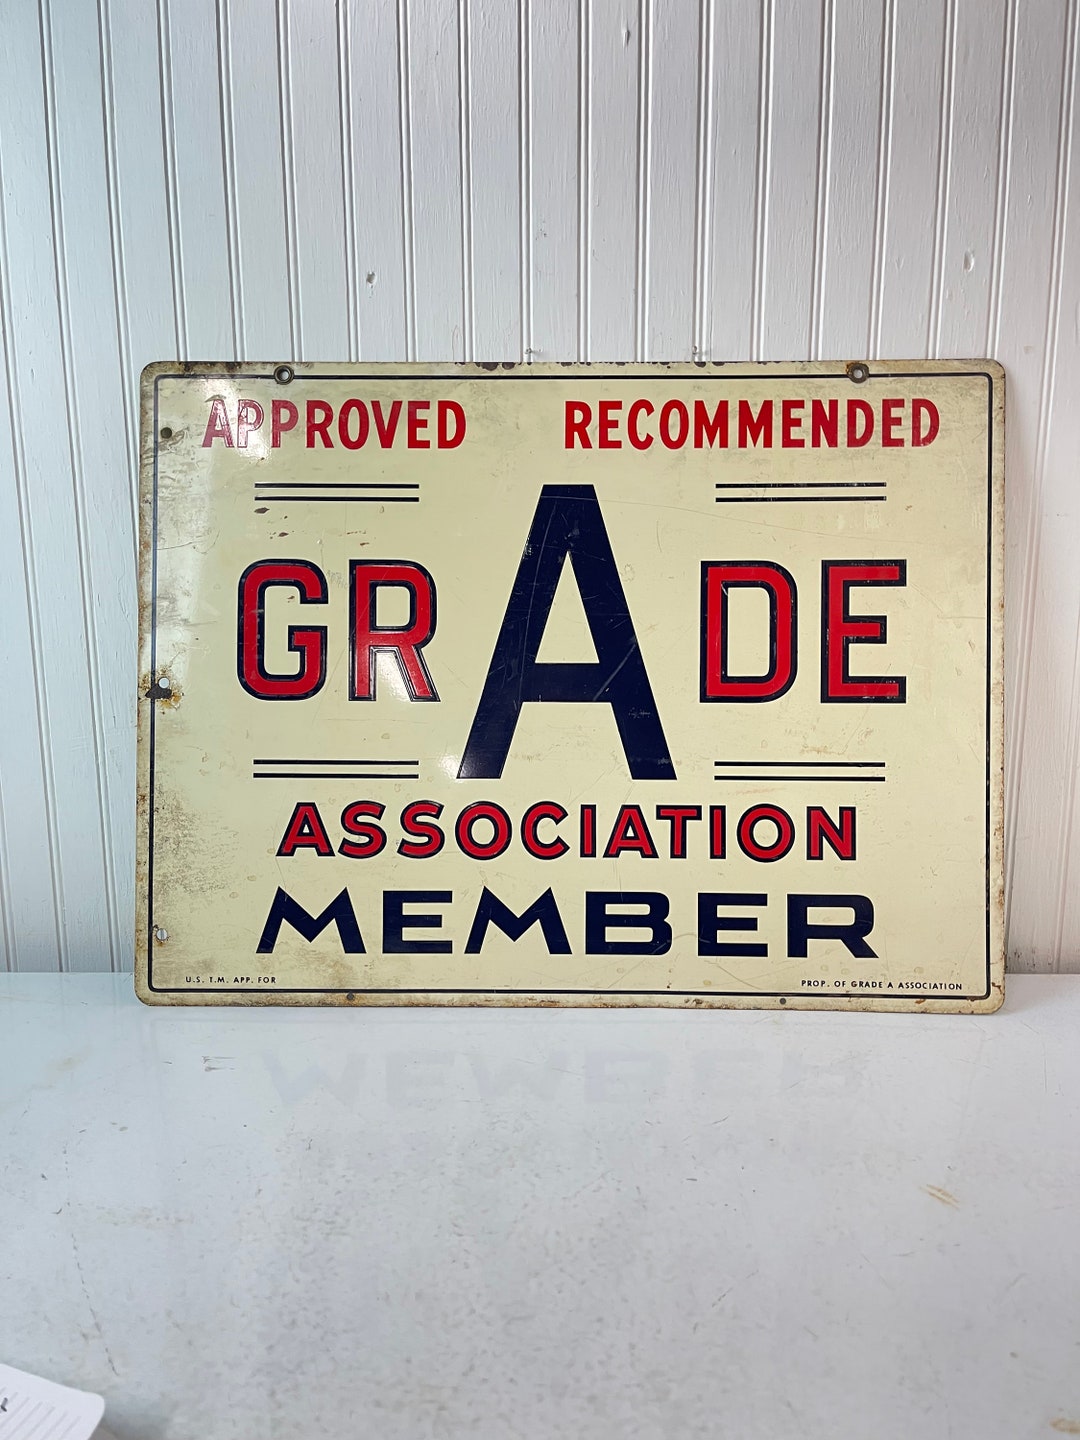 APPROVED RECOMMENDED
GRADE
ASSOCIATION
MEMBER
U.S. T.M. APP. FOR
PROP. OF GRADE A ASSOCIATION